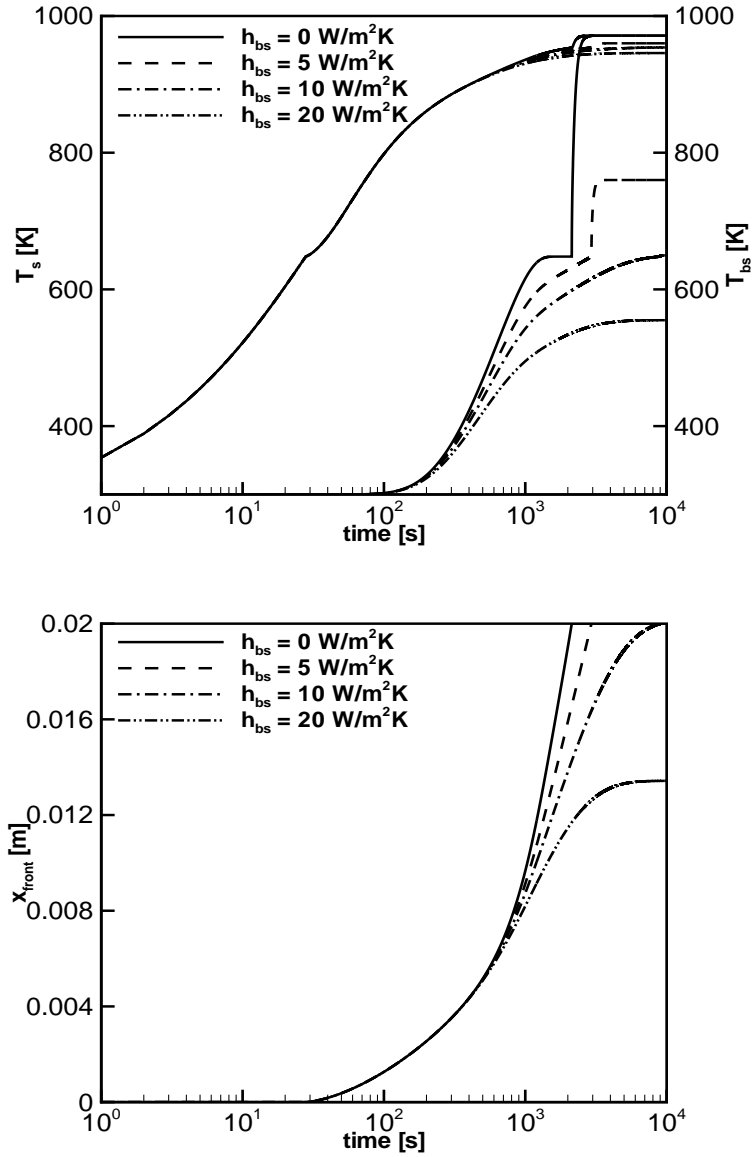 1000
800
600
400
T_s [K]
h_bs = 0 W/m²K
h_bs = 5 W/m²K
h_bs = 10 W/m²K
h_bs = 20 W/m²K
1000
800
600
400
T_bs [K]
10⁰ 10¹ 10² 10³ 10⁴
time [s]
0.02
0.016
0.012
0.008
0.004
0
x_front [m]
h_bs = 0 W/m²K
h_bs = 5 W/m²K
h_bs = 10 W/m²K
h_bs = 20 W/m²K
10⁰ 10¹ 10² 10³ 10⁴
time [s]